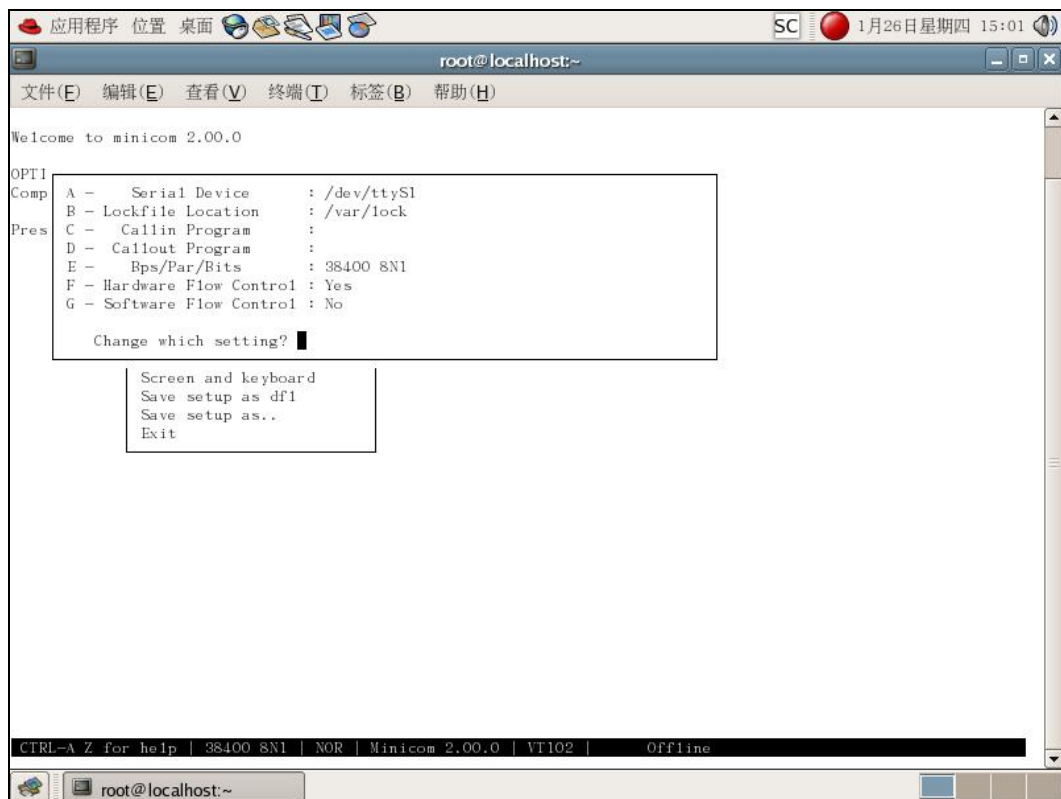 应用程序 位置 桌面 SC 1月26日星期四 15:01
root@localhost:~
文件(F) 编辑(E) 查看(V) 终端(T) 标签(B) 帮助(H)
Welcome to minicom 2.00.0
OPTI
Comp
A - Serial Device : /dev/ttyS1
B - Lockfile Location : /var/lock
Pres
C - Callin Program :
D - Callout Program :
E - Bps/Par/Bits : 38400 8N1
F - Hardware Flow Control : Yes
G - Software Flow Control : No
Change which setting?
Screen and keyboard
Save setup as dfl
Save setup as..
Exit
CTRL-A Z for help | 38400 8N1 | NOR | Minicom 2.00.0 | VT102 | Offline
root@localhost:~